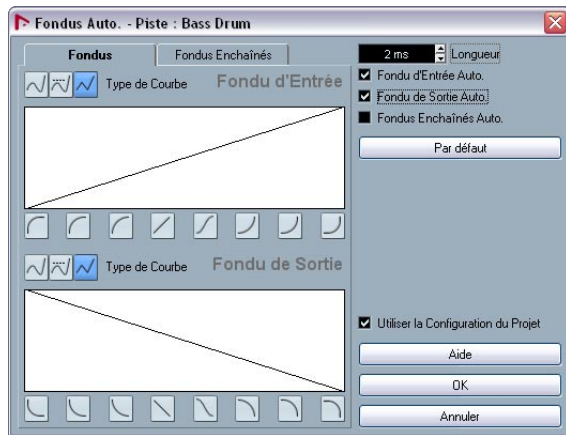 Fondus Auto. - Piste : Bass Drum
Fondus
Fondus Enchaînés
Type de Courbe
Fondu d'Entrée
Type de Courbe
Fondu de Sortie
2 ms
Longueur
Fondu d'Entrée Auto.
Fondu de Sortie Auto.
Fondus Enchaînés Auto.
Par défaut
Utiliser la Configuration du Projet
Aide
OK
Annuler